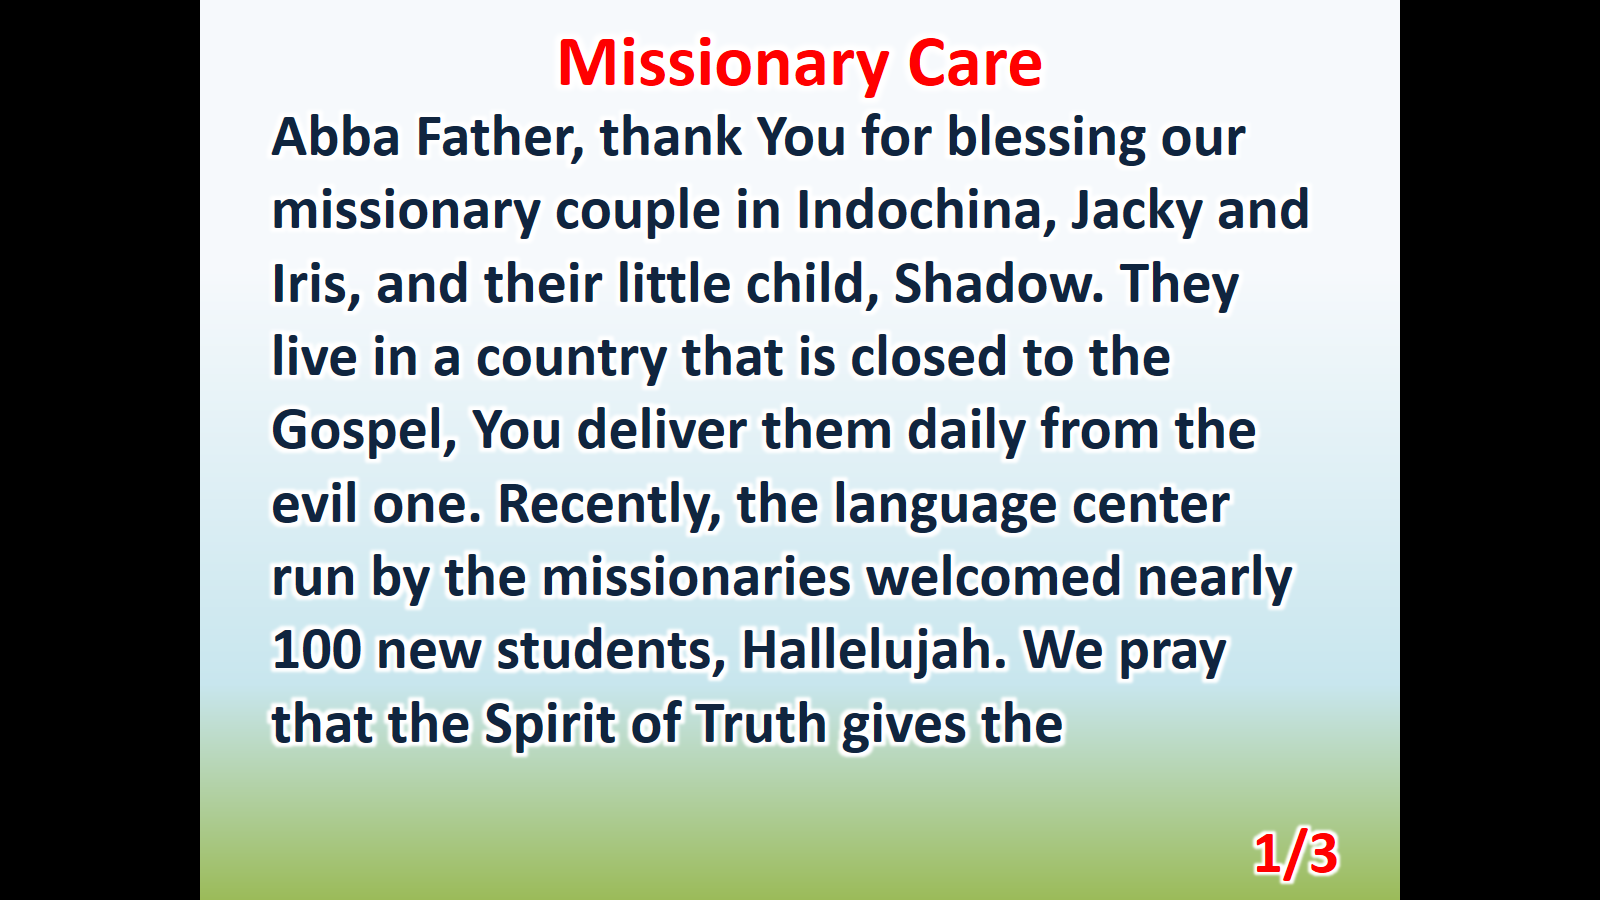 Missionary Care
Abba Father, thank You for blessing our
missionary couple in Indochina, Jacky and
Iris, and their little child, Shadow. They
live in a country that is closed to the
Gospel, You deliver them daily from the
evil one. Recently, the language center
run by the missionaries welcomed nearly
100 new students, Hallelujah. We pray
that the Spirit of Truth gives the
1/3